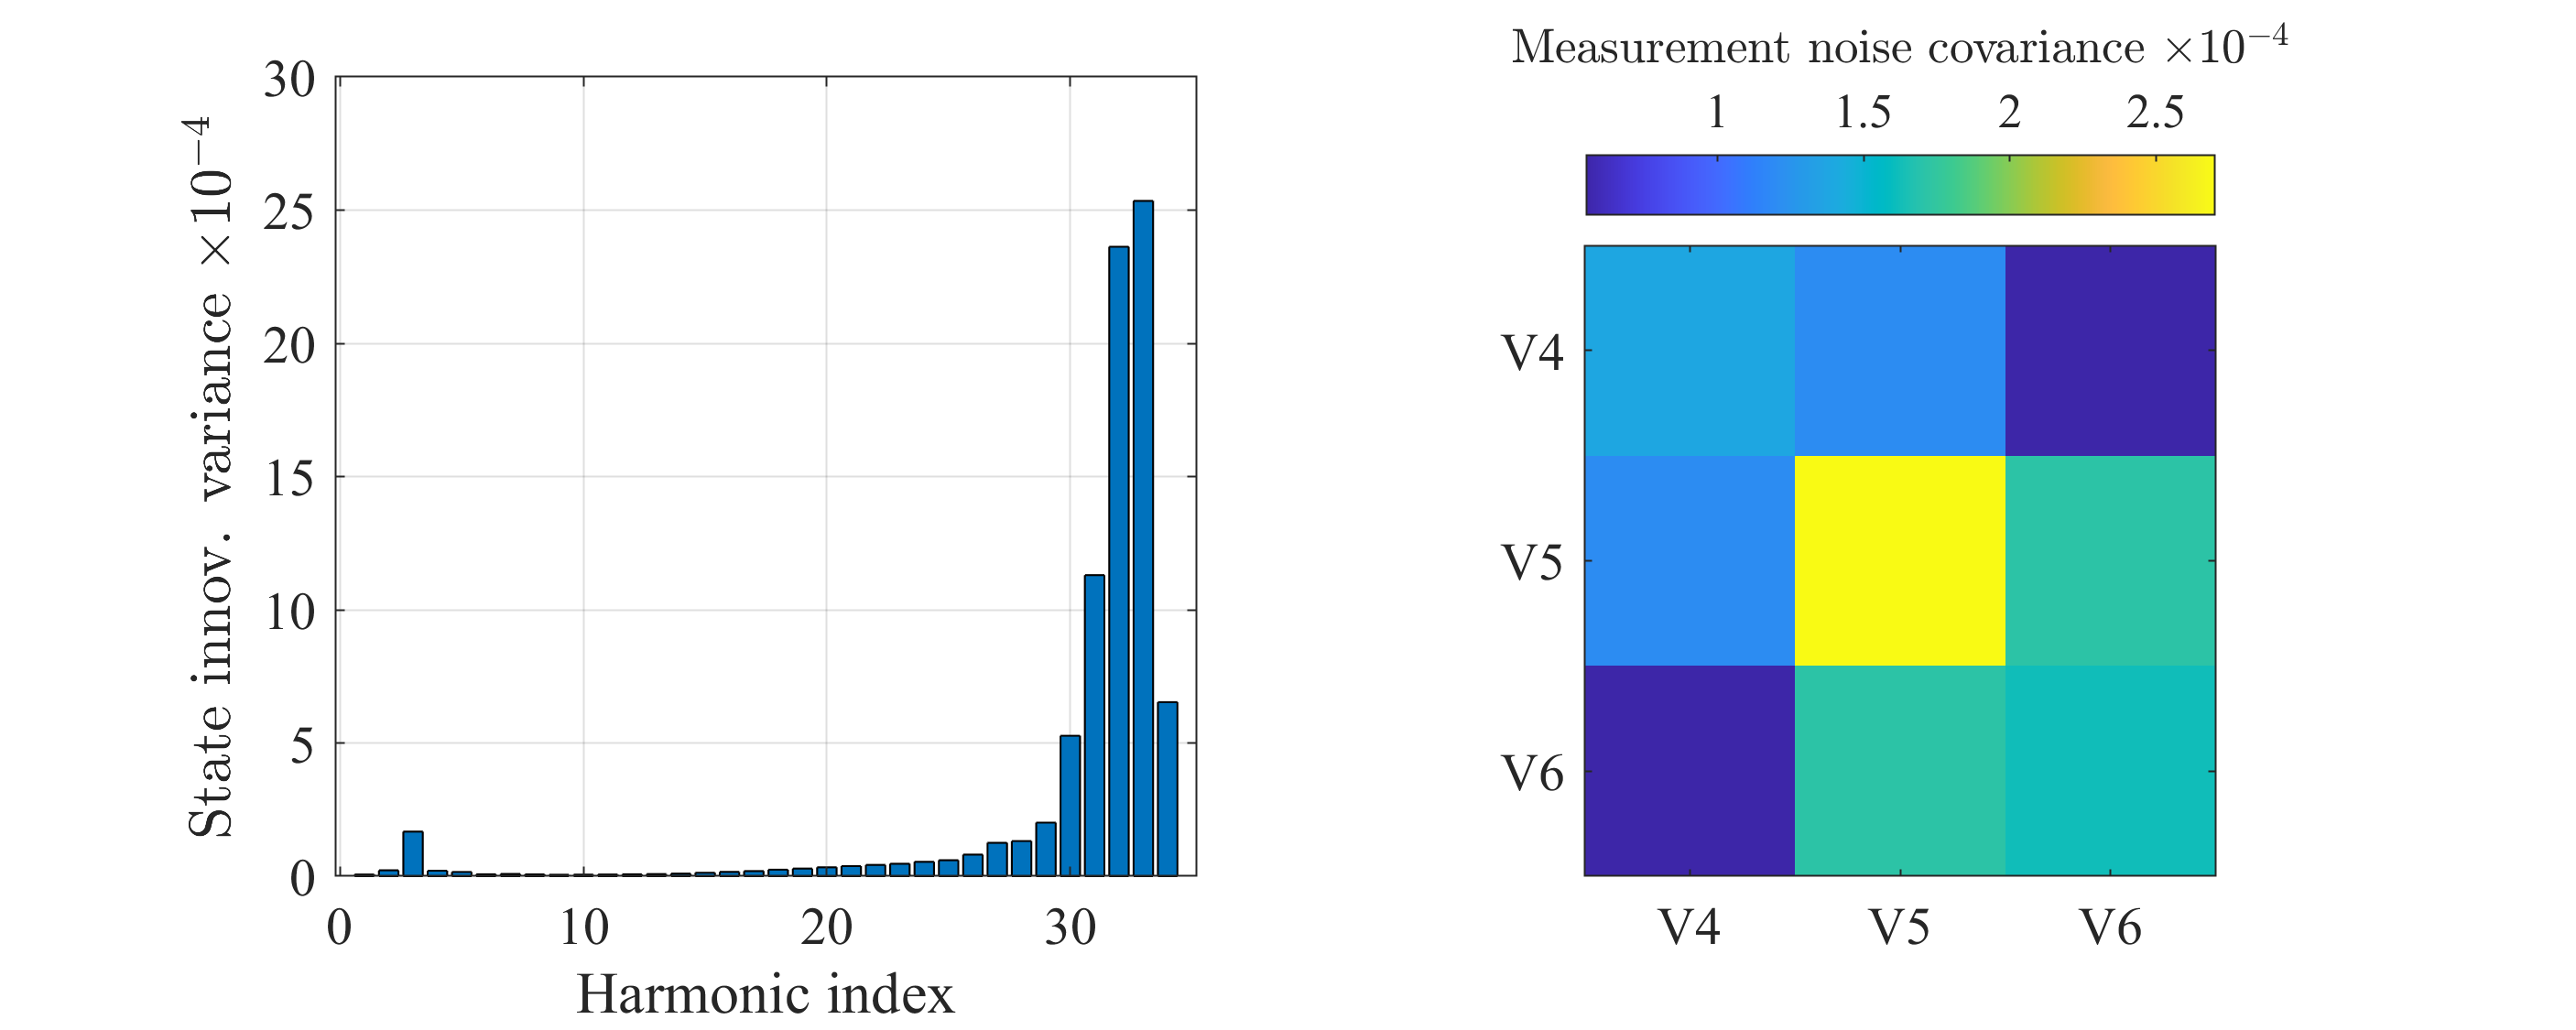 State innov. variance ×10⁻⁴
30
25
20
15
10
5
0
0 10 20 30
Harmonic index
Measurement noise covariance ×10⁻⁴
1 1.5 2 2.5
V4
V5
V6
V4 V5 V6